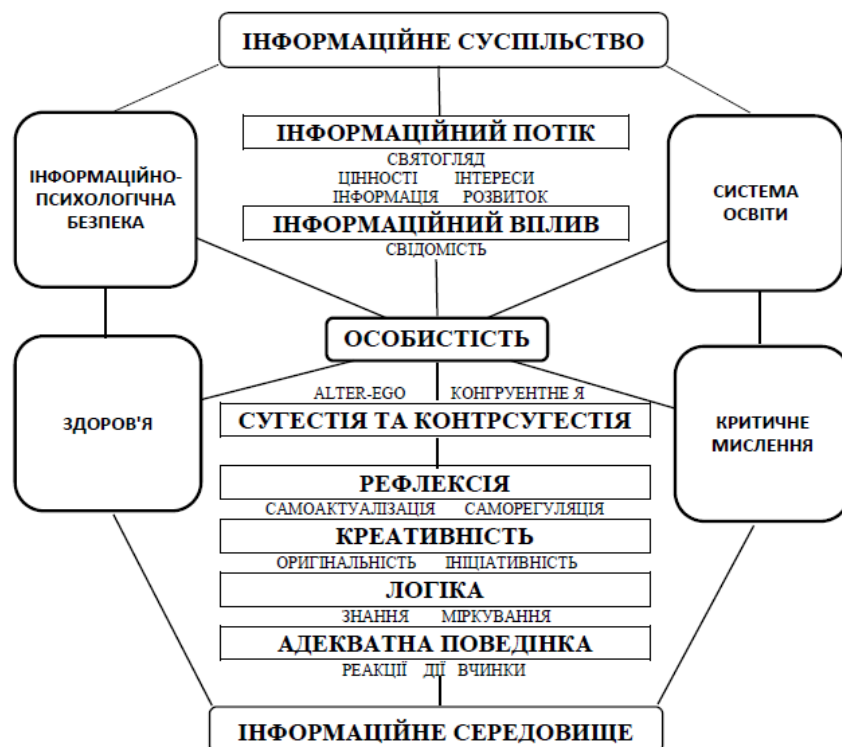 ІНФОРМАЦІЙНЕ СУСПІЛЬСТВО
ІНФОРМАЦІЙНО-
ПСИХОЛОГІЧНА
БЕЗПЕКА
ІНФОРМАЦІЙНИЙ ПОТІК
СВЯТОГЛЯД
ЦІННОСТІ ІНТЕРЕСИ
ІНФОРМАЦІЯ РОЗВИТОК
ІНФОРМАЦІЙНИЙ ВПЛИВ
СВІДОМІСТЬ
СИСТЕМА
ОСВІТИ
ОСОБИСТІСТЬ
ЗДОРОВ'Я
ALTER-EGO КОНГРУЕНТНЕ Я
СУГЕСТІЯ ТА КОНТРСУГЕСТІЯ
РЕФЛЕКСІЯ
САМОАКТУАЛІЗАЦІЯ САМОРЕГУЛЯЦІЯ
КРЕАТИВНІСТЬ
ОРИГІНАЛЬНІСТЬ ІНІЦІАТИВНІСТЬ
ЛОГІКА
ЗНАННЯ МІРКУВАННЯ
АДЕКВАТНА ПОВЕДІНКА
РЕАКЦІЇ ДІЇ ВЧИНКИ
КРИТИЧНЕ
МИСЛЕННЯ
ІНФОРМАЦІЙНЕ СЕРЕДОВИЩЕ